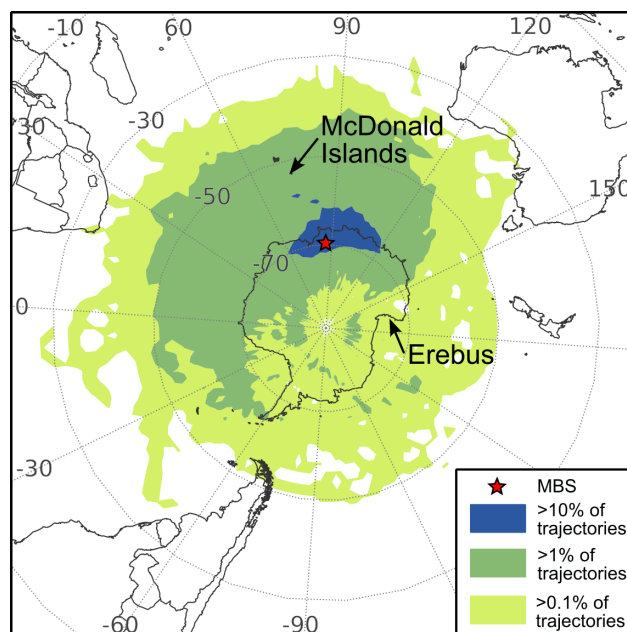 -10
60
90
120
30
-30
McDonald
Islands
-50
150
-70
0
Erebus
-30
-60
-90
MBS
>10% of
trajectories
>1% of
trajectories
>0.1% of
trajectories